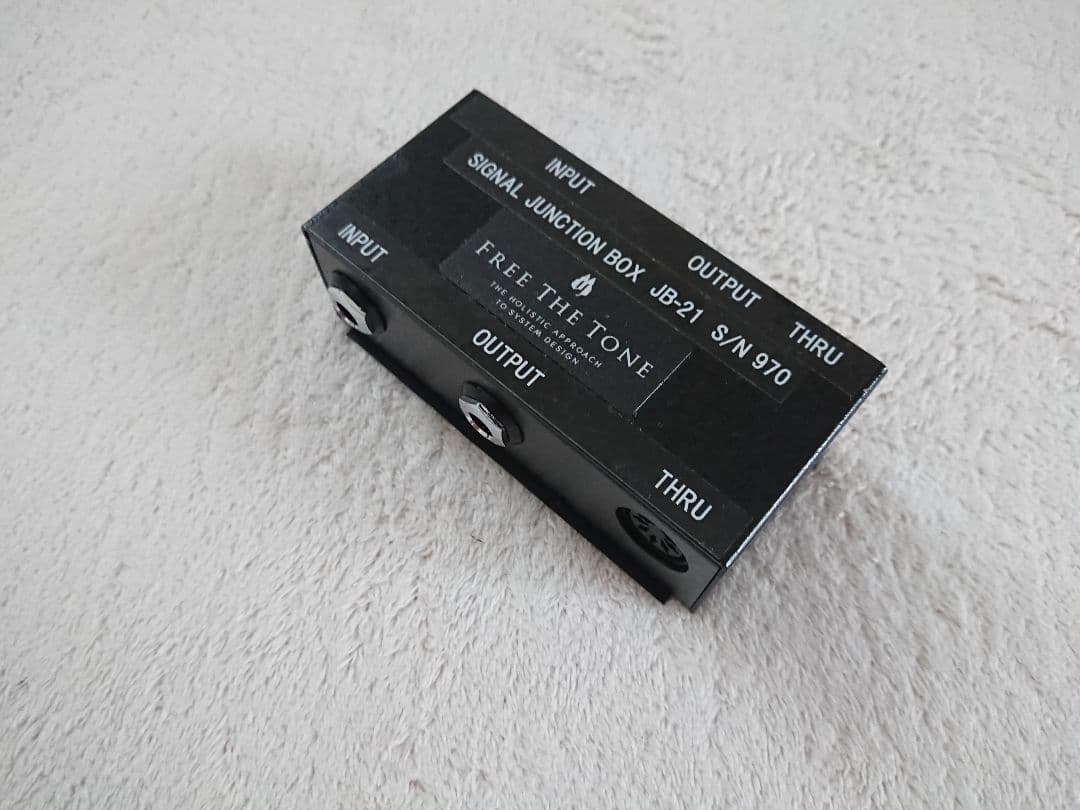 INPUT OUTPUT THRU
SIGNAL JUNCTION BOX JB-21 S/N 970
FREE THE TONE
THE HOLISTIC APPROACH
TO SYSTEM DESIGN
INPUT OUTPUT THRU